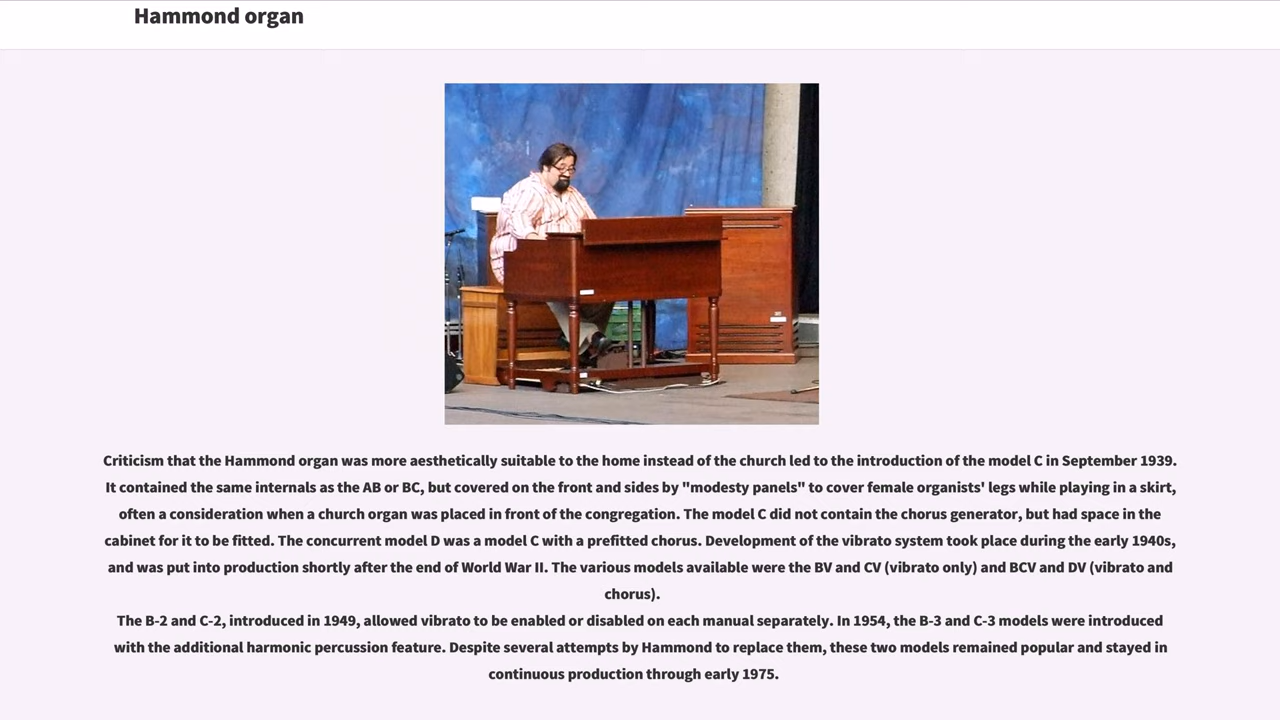 Hammond organ
Criticism that the Hammond organ was more aesthetically suitable to the home instead of the church led to the introduction of the model C in September 1939.
It contained the same internals as the AB or BC, but covered on the front and sides by "modesty panels" to cover female organists' legs while playing in a skirt,
often a consideration when a church organ was placed in front of the congregation. The model C did not contain the chorus generator, but had space in the
cabinet for it to be fitted. The concurrent model D was a model C with a prefitted chorus. Development of the vibrato system took place during the early 1940s,
and was put into production shortly after the end of World War II. The various models available were the BV and CV (vibrato only) and BCV and DV (vibrato and
chorus).
The B-2 and C-2, introduced in 1949, allowed vibrato to be enabled or disabled on each manual separately. In 1954, the B-3 and C-3 models were introduced
with the additional harmonic percussion feature. Despite several attempts by Hammond to replace them, these two models remained popular and stayed in
continuous production through early 1975.